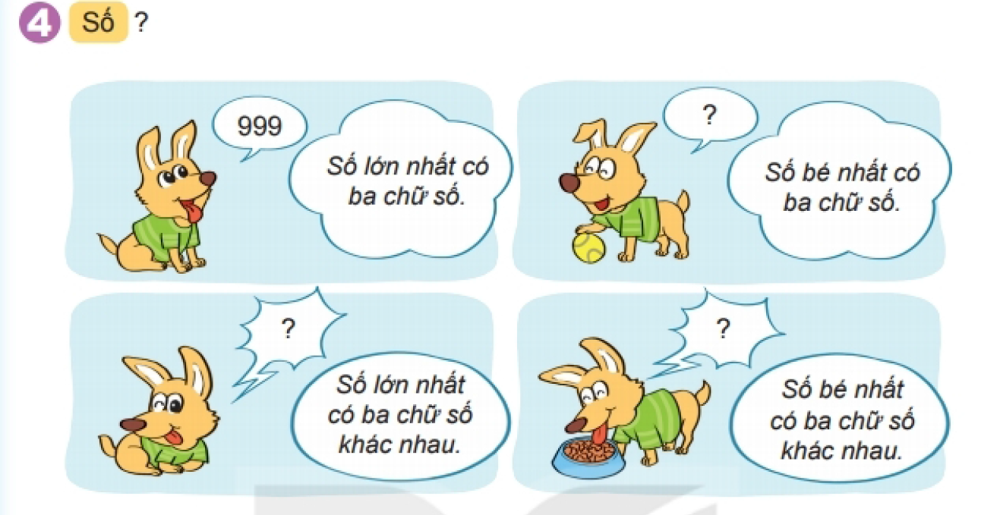 4 Số ?
999
Số lớn nhất có
ba chữ số.
?
Số bé nhất có
ba chữ số.
?
Số lớn nhất
có ba chữ số
khác nhau.
?
Số bé nhất
có ba chữ số
khác nhau.